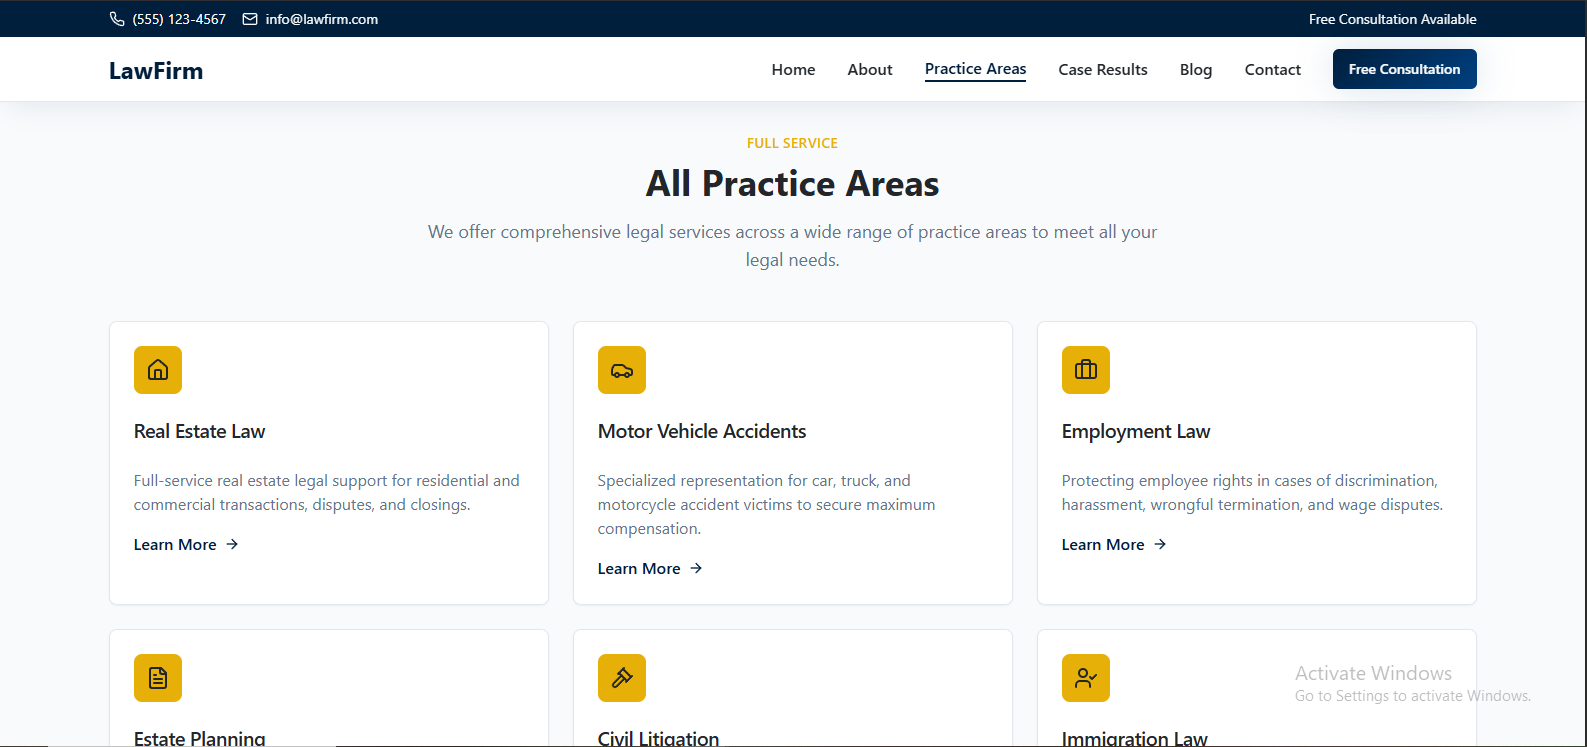 (555) 123-4567 info@lawfirm.com Free Consultation Available
LawFirm Home About Practice Areas Case Results Blog Contact Free Consultation
FULL SERVICE
All Practice Areas
We offer comprehensive legal services across a wide range of practice areas to meet all your
legal needs.
Real Estate Law
Full-service real estate legal support for residential and
commercial transactions, disputes, and closings.
Learn More
Motor Vehicle Accidents
Specialized representation for car, truck, and
motorcycle accident victims to secure maximum
compensation.
Learn More
Employment Law
Protecting employee rights in cases of discrimination,
harassment, wrongful termination, and wage disputes.
Learn More
Estate Planning
Civil Litigation
Immigration Law
Activate Windows
Go to Settings to activate Windows.